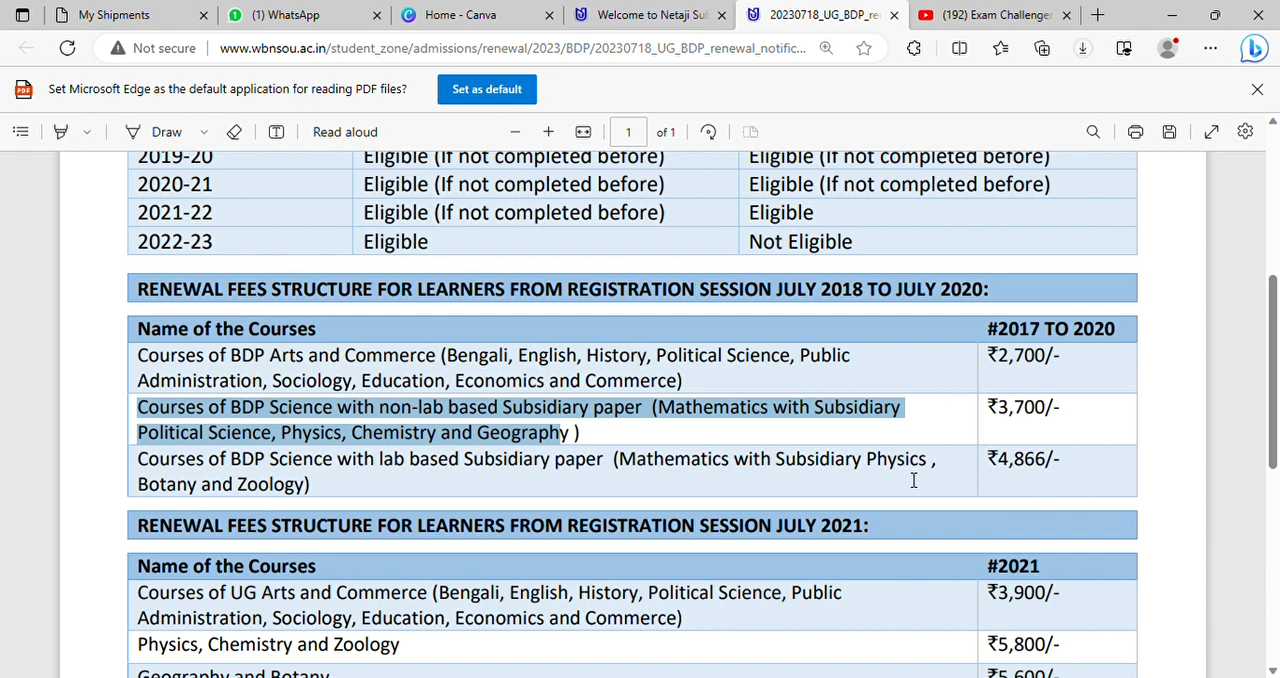 My Shipments
(1) WhatsApp
Home - Canva
Welcome to Netaji Sub
20230718_UG_BDP_re
(192) Exam Challenger
Not secure
www.wbnsou.ac.in/student_zone/admissions/renewal/2023/BDP/20230718_UG_BDP_renewal_notific...
PDF
Set Microsoft Edge as the default application for reading PDF files?
Set as default
Draw
Read aloud
1 of 1
2019-20 Eligible (If not completed before) Eligible (If not completed before)
2020-21 Eligible (If not completed before) Eligible (If not completed before)
2021-22 Eligible (If not completed before) Eligible
2022-23 Eligible Not Eligible
RENEWAL FEES STRUCTURE FOR LEARNERS FROM REGISTRATION SESSION JULY 2018 TO JULY 2020:
Name of the Courses #2017 TO 2020
Courses of BDP Arts and Commerce (Bengali, English, History, Political Science, Public ₹2,700/-
Administration, Sociology, Education, Economics and Commerce)
Courses of BDP Science with non-lab based Subsidiary paper (Mathematics with Subsidiary ₹3,700/-
Political Science, Physics, Chemistry and Geography )
Courses of BDP Science with lab based Subsidiary paper (Mathematics with Subsidiary Physics , ₹4,866/-
Botany and Zoology)
RENEWAL FEES STRUCTURE FOR LEARNERS FROM REGISTRATION SESSION JULY 2021:
Name of the Courses #2021
Courses of UG Arts and Commerce (Bengali, English, History, Political Science, Public ₹3,900/-
Administration, Sociology, Education, Economics and Commerce)
Physics, Chemistry and Zoology ₹5,800/-
Geography and Botany ₹5,600/-